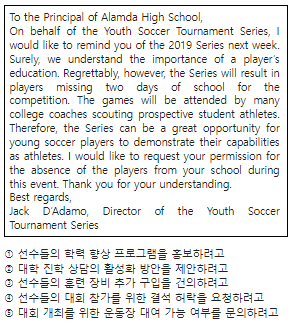 To the Principal of Alamda High School,
On behalf of the Youth Soccer Tournament Series, I
would like to remind you of the 2019 Series next week.
Surely, we understand the importance of a player's
education. Regrettably, however, the Series will result in
players missing two days of school for the
competition. The games will be attended by many
college coaches scouting prospective student athletes.
Therefore, the Series can be a great opportunity for
young soccer players to demonstrate their capabilities
as athletes. I would like to request your permission for
the absence of the players from your school during
this event. Thank you for your understanding.
Best regards,
Jack D'Adamo, Director of the Youth Soccer
Tournament Series
① 선수들의 학력 향상 프로그램을 홍보하려고
② 대학 진학 상담의 활성화 방안을 제안하려고
③ 선수들의 훈련 장비 추가 구입을 건의하려고
④ 선수들의 대회 참가를 위한 결석 허락을 요청하려고
⑤ 대회 개최를 위한 운동장 대여 가능 여부를 문의하려고